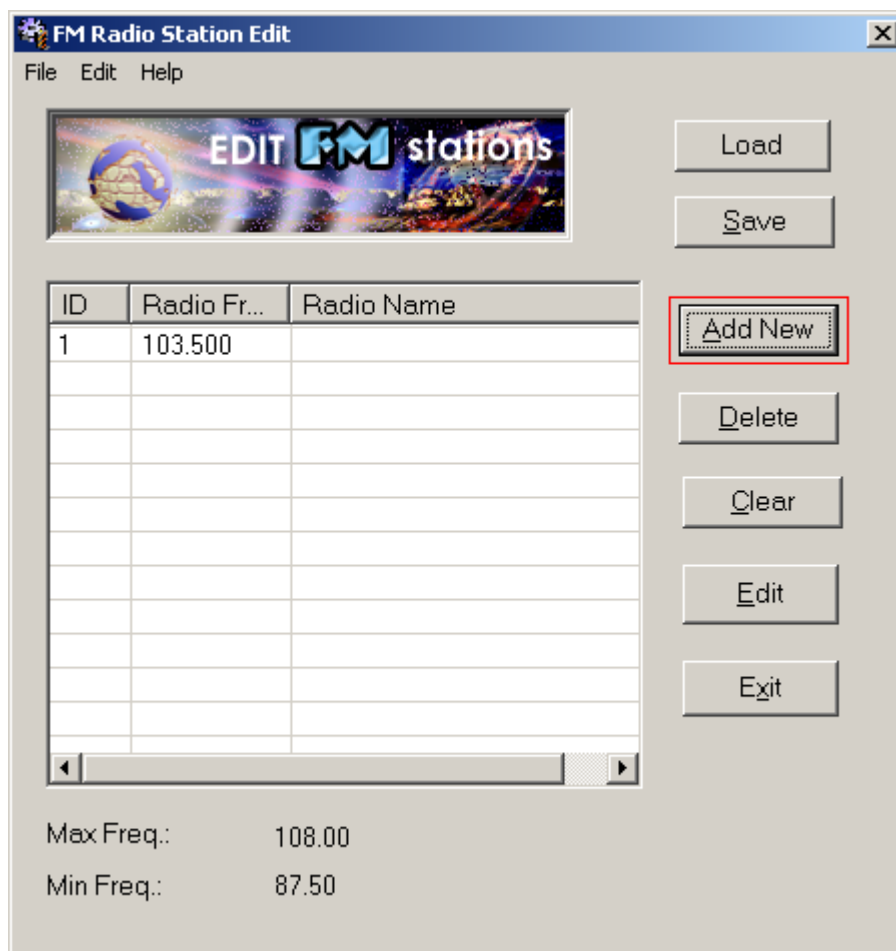 FM Radio Station Edit
File Edit Help
EDIT FM stations
Load
Save
ID Radio Fr... Radio Name
1 103.500
Add New
Delete
Clear
Edit
Exit
Max Freq.: 108.00
Min Freq.: 87.50